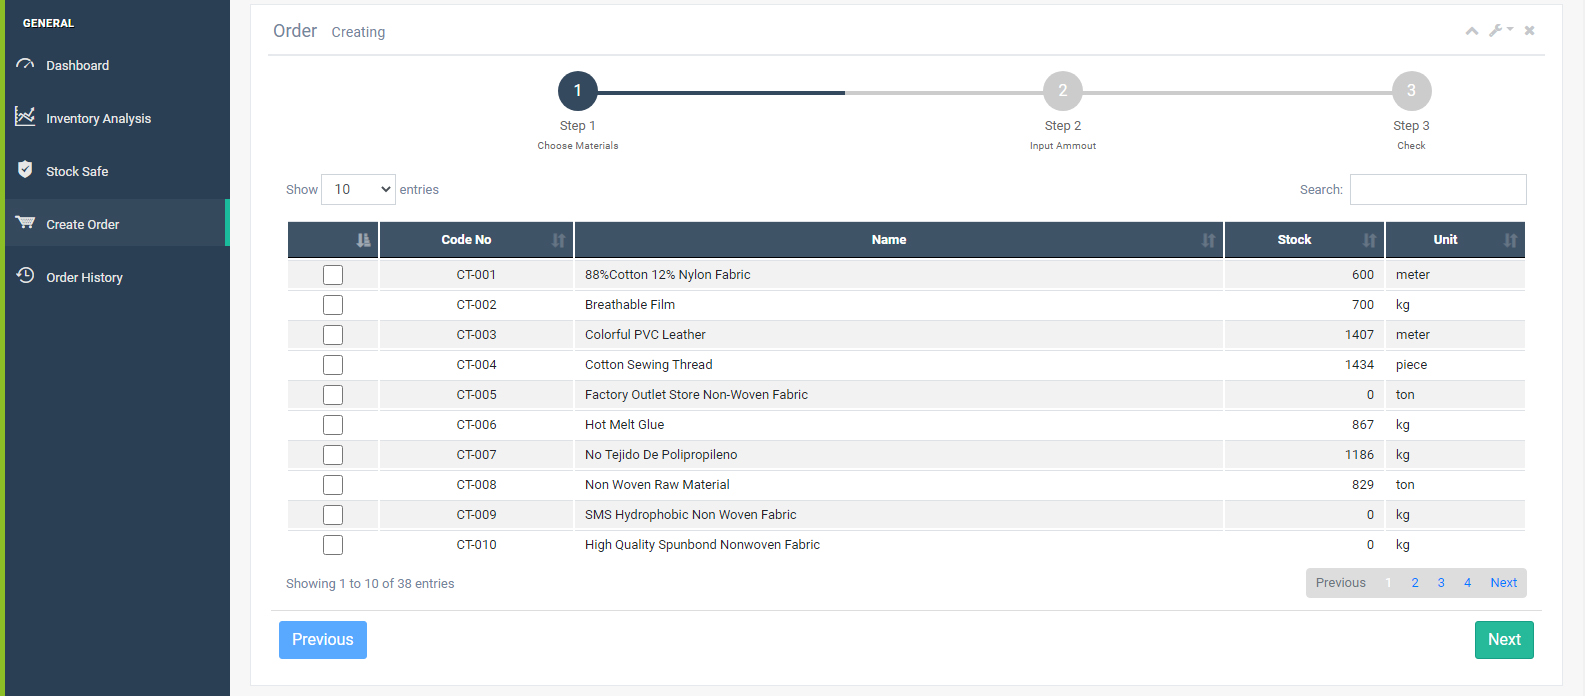 GENERAL
Dashboard
Inventory Analysis
Stock Safe
Create Order
Order History
Order Creating
1 2 3
Step 1 Step 2 Step 3
Choose Materials Input Ammout Check
Show 10 entries Search:
Code No Name Stock Unit
CT-001 88%Cotton 12% Nylon Fabric 600 meter
CT-002 Breathable Film 700 kg
CT-003 Colorful PVC Leather 1407 meter
CT-004 Cotton Sewing Thread 1434 piece
CT-005 Factory Outlet Store Non-Woven Fabric 0 ton
CT-006 Hot Melt Glue 867 kg
CT-007 No Tejido De Polipropileno 1186 kg
CT-008 Non Woven Raw Material 829 ton
CT-009 SMS Hydrophobic Non Woven Fabric 0 kg
CT-010 High Quality Spunbond Nonwoven Fabric 0 kg
Showing 1 to 10 of 38 entries Previous 1 2 3 4 Next
Previous Next